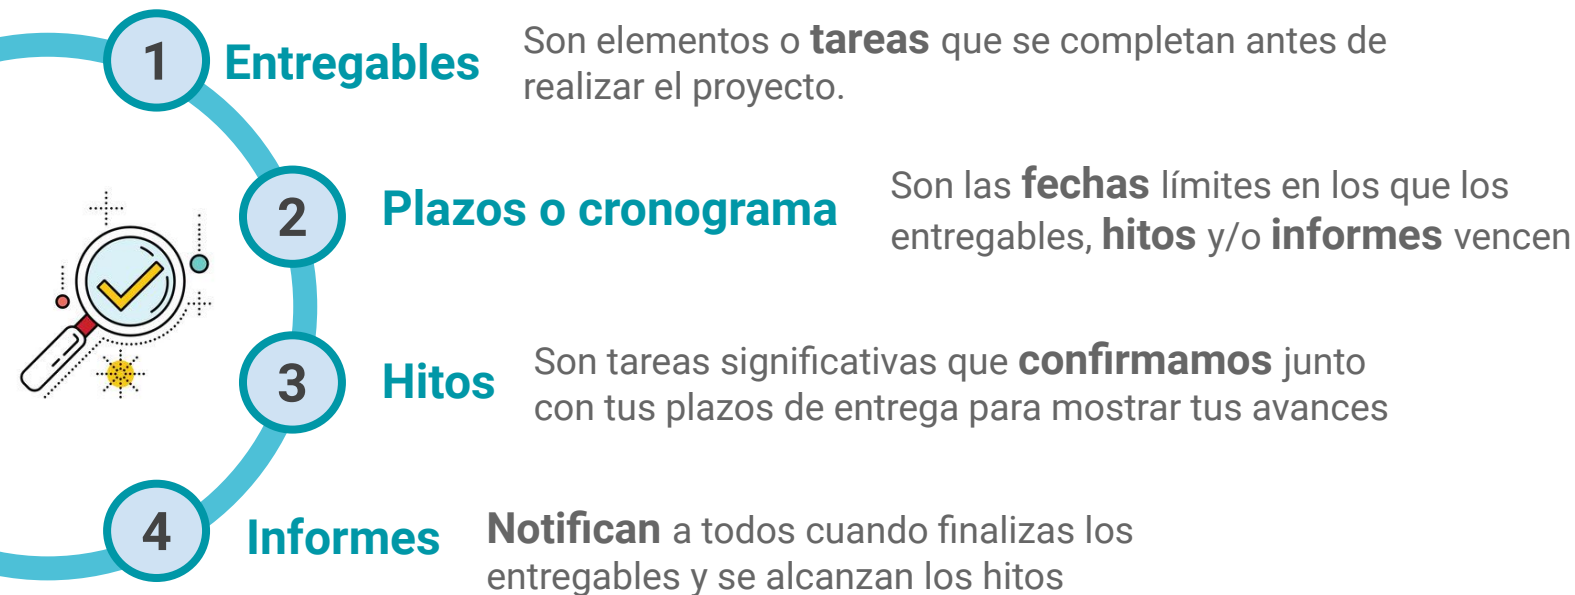 1
Entregables
Son elementos o tareas que se completan antes de
realizar el proyecto.
2
Plazos o cronograma
Son las fechas límites en los que los
entregables, hitos y/o informes vencen
3
Hitos
Son tareas significativas que confirmamos junto
con tus plazos de entrega para mostrar tus avances
4
Informes
Notifican a todos cuando finalizas los
entregables y se alcanzan los hitos